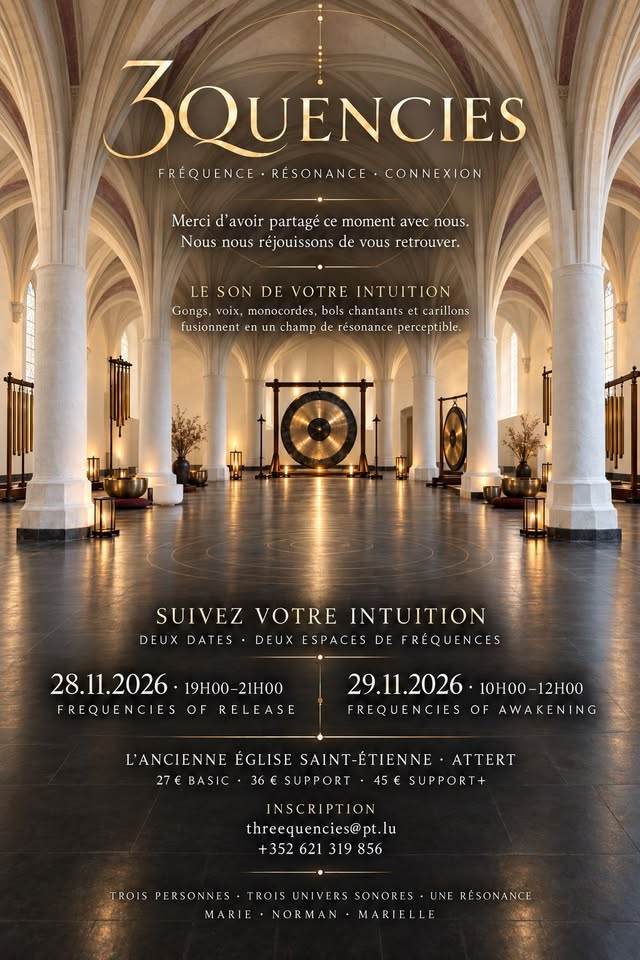 3QUENCIES
FRÉQUENCE · RÉSONANCE · CONNEXION
Merci d'avoir partagé ce moment avec nous.
Nous nous réjouissons de vous retrouver.
LE SON DE VOTRE INTUITION
Gongs, voix, monocordes, bols chantants et carillons
fusionnent en un champ de résonance perceptible.
SUIVEZ VOTRE INTUITION
DEUX DATES · DEUX ESPACES DE FRÉQUENCES
28.11.2026 · 19H00–21H00
FREQUENCIES OF RELEASE
29.11.2026 · 10H00–12H00
FREQUENCIES OF AWAKENING
L'ANCIENNE ÉGLISE SAINT-ÉTIENNE · ATTERT
27 € BASIC · 36 € SUPPORT · 45 € SUPPORT+
INSCRIPTION
threequencies@pt.lu
+352 621 319 856
TROIS PERSONNES · TROIS UNIVERS SONORES · UNE RÉSONANCE
MARIE · NORMAN · MARIELLE